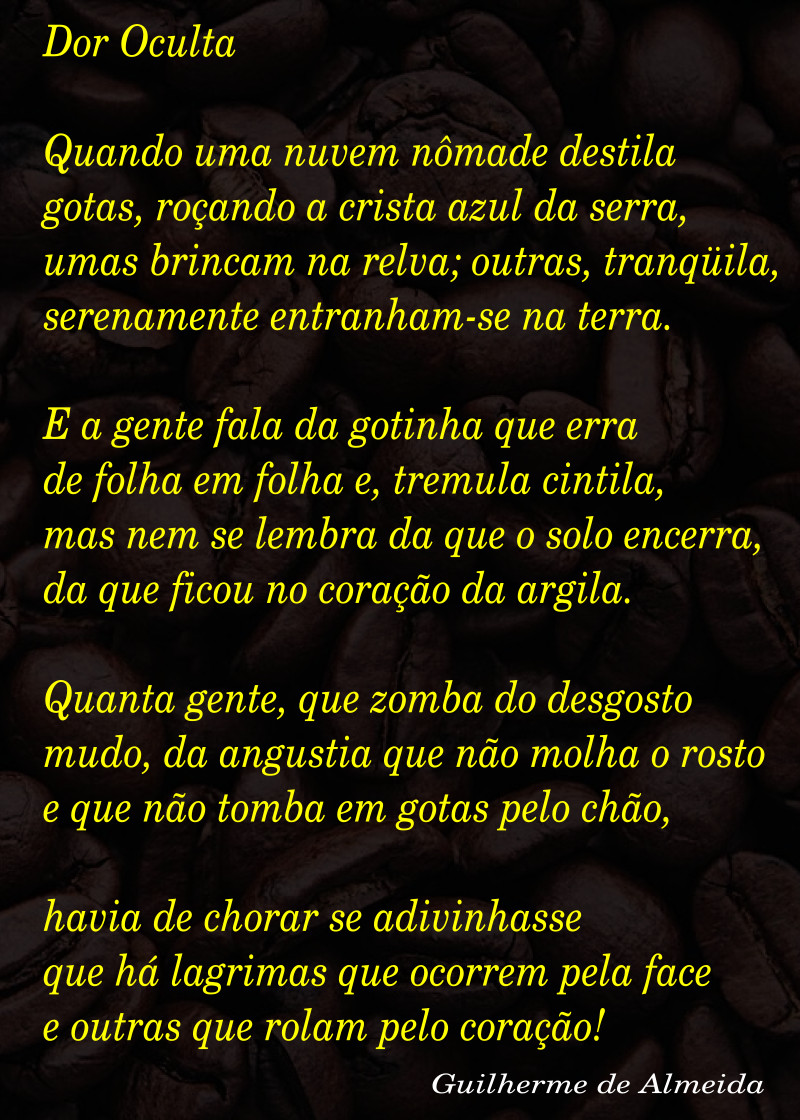 Dor Oculta
Quando uma nuvem nômade destila
gotas, roçando a crista azul da serra,
umas brincam na relva; outras, tranqüila,
serenamente entranham-se na terra.
E a gente fala da gotinha que erra
de folha em folha e, tremula cintila,
mas nem se lembra da que o solo encerra,
da que ficou no coração da argila.
Quanta gente, que zomba do desgosto
mudo, da angustia que não molha o rosto
e que não tomba em gotas pelo chão,
havia de chorar se adivinhasse
que há lagrimas que ocorrem pela face
e outras que rolam pelo coração!
Guilherme de Almeida